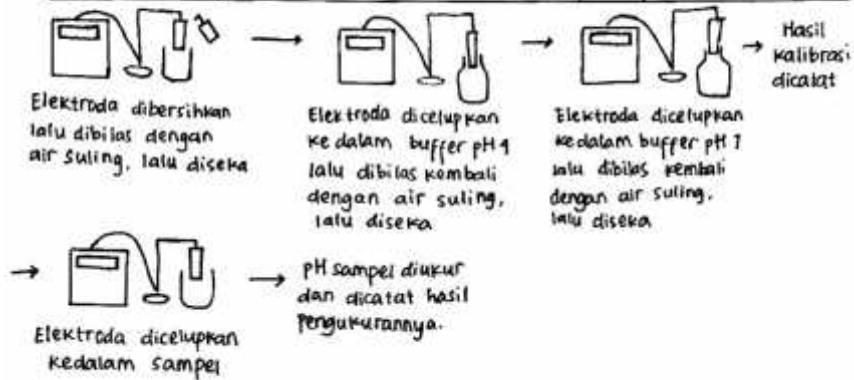 Elektroda dibersihkan
lalu dibilas dengan
air suling, lalu diseka
Elektroda dicelupkan
ke dalam buffer pH 4
lalu dibilas kembali
dengan air suling,
lalu diseka
Elektroda dicelupkan
kedalam buffer pH 7
lalu dibilas kembali
dengan air suling,
lalu diseka
Hasil
kalibrasi
dicatat
Elektroda dicelupkan
kedalam sampel
pH sampel diukur
dan dicatat hasil
pengukurannya.